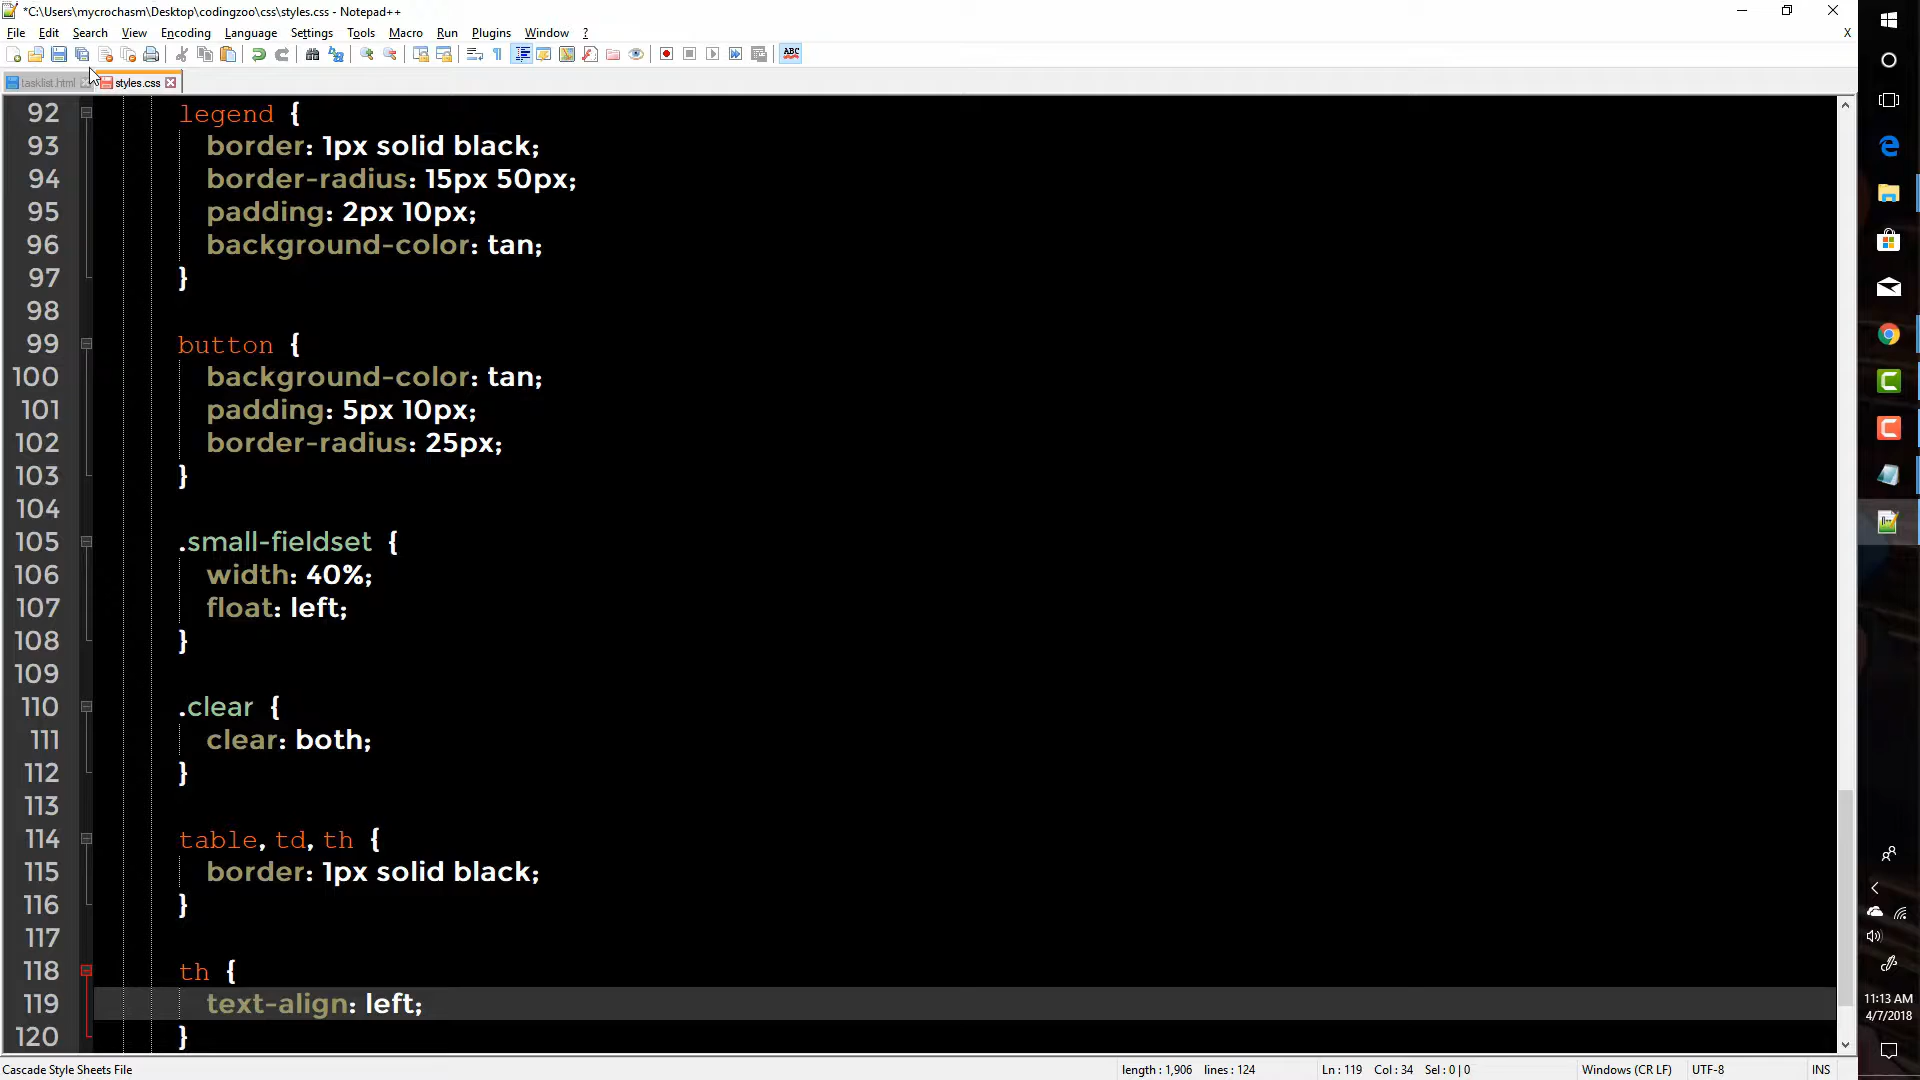 *C:\Users\mycrochasm\Desktop\codingzoo\css\styles.css - Notepad++
File Edit Search View Encoding Language Settings Tools Macro Run Plugins Window ?
X
ABC
tasklist.html styles.css
92 legend {
93 border: 1px solid black;
94 border-radius: 15px 50px;
95 padding: 2px 10px;
96 background-color: tan;
97 }
98
99 button {
100 background-color: tan;
101 padding: 5px 10px;
102 border-radius: 25px;
103 }
104
105 .small-fieldset {
106 width: 40%;
107 float: left;
108 }
109
110 .clear {
111 clear: both;
112 }
113
114 table, td, th {
115 border: 1px solid black;
116 }
117
118 th {
119 text-align: left;
120 }
11:13 AM
4/7/2018
Cascade Style Sheets File length : 1,906 lines : 124 Ln : 119 Col : 34 Sel : 0 | 0 Windows (CR LF) UTF-8 INS